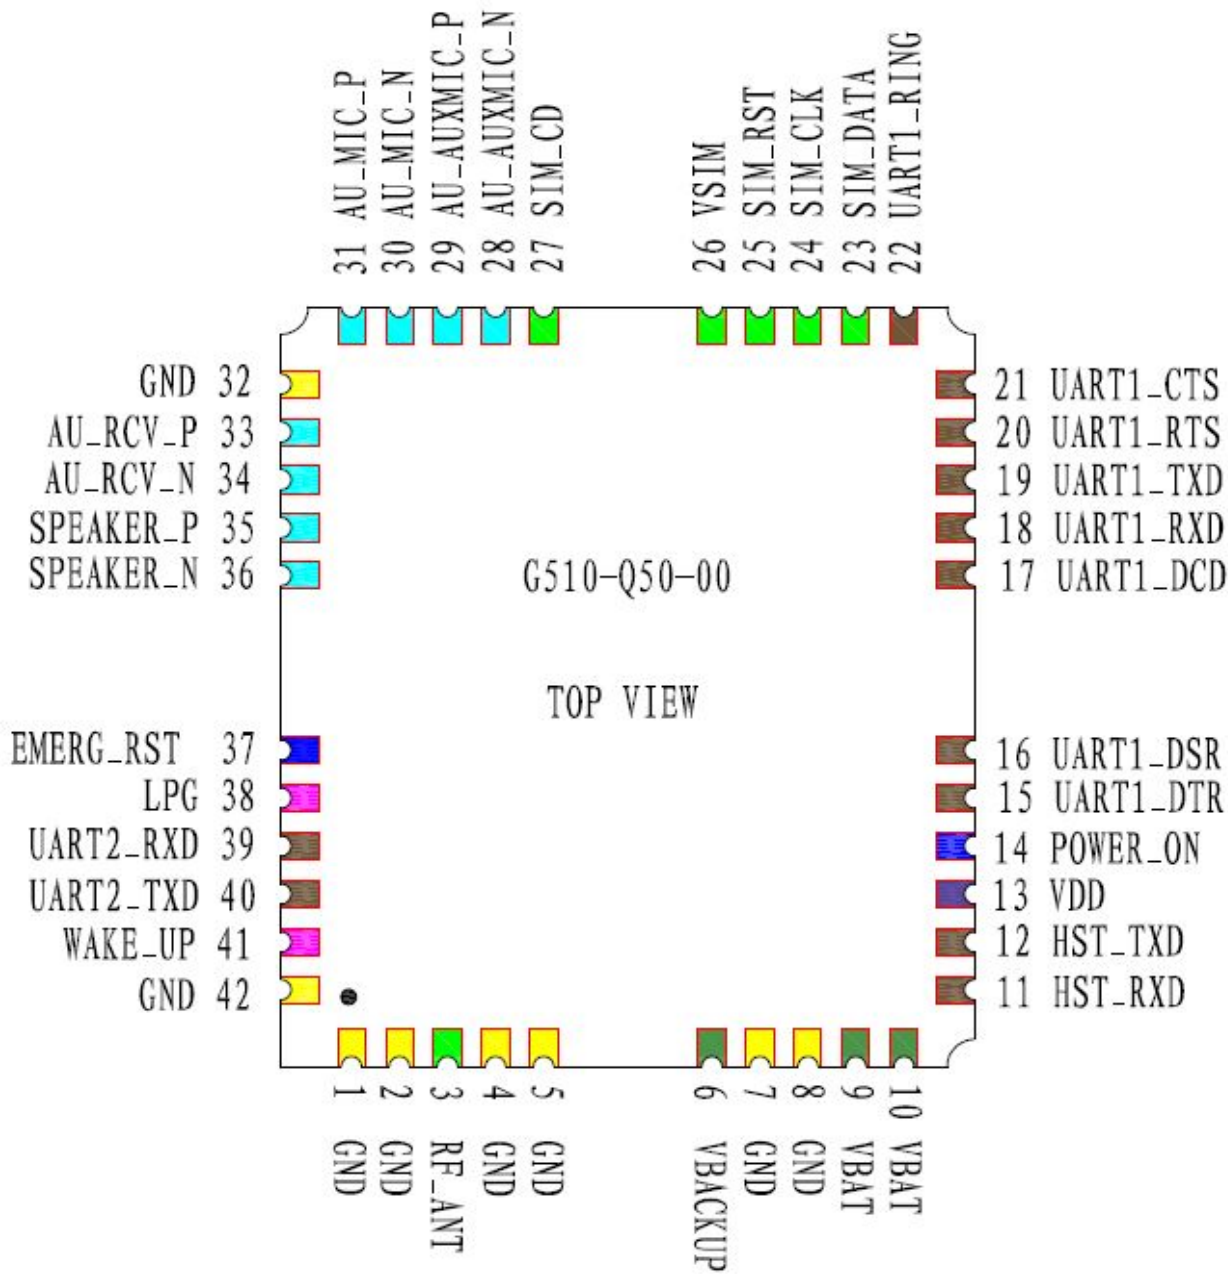 31 AU_MIC_P
30 AU_MIC_N
29 AU_AUXMIC_P
28 AU_AUXMIC_N
27 SIM_CD
26 VSIM
25 SIM_RST
24 SIM_CLK
23 SIM_DATA
22 UART1_RING
GND 32
AU_RCV_P 33
AU_RCV_N 34
SPEAKER_P 35
SPEAKER_N 36
21 UART1_CTS
20 UART1_RTS
19 UART1_TXD
18 UART1_RXD
17 UART1_DCD
G510-Q50-00
TOP VIEW
EMERG_RST 37
LPG 38
UART2_RXD 39
UART2_TXD 40
WAKE_UP 41
GND 42
16 UART1_DSR
15 UART1_DTR
14 POWER_ON
13 VDD
12 HST_TXD
11 HST_RXD
1 GND
2 GND
3 RF_ANT
4 GND
5 GND
6 VBACKUP
7 GND
8 GND
9 VBAT
10 VBAT